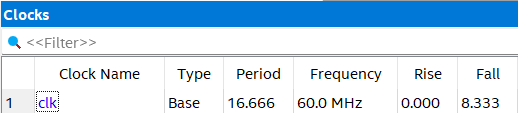 Clocks
<<Filter>>
Clock Name Type Period Frequency Rise Fall
1 clk Base 16.666 60.0 MHz 0.000 8.333